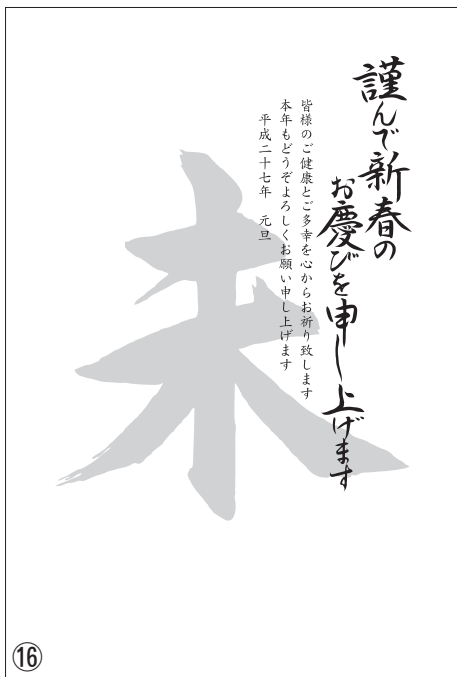 謹んで新春の
お慶びを申し上げます
皆様のご健康とご多幸を心からお祈り致します
本年もどうぞよろしくお願い申し上げます
平成二十七年　元旦
未
⑯